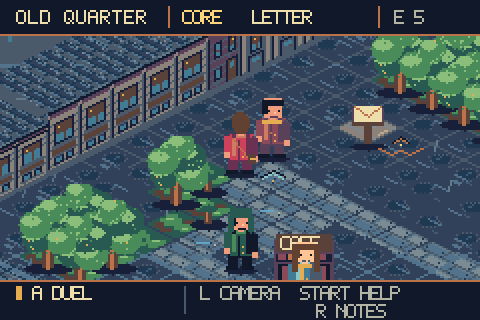 OLD QUARTER CORE LETTER E 5
A DUEL L CAMERA START HELP
R NOTES